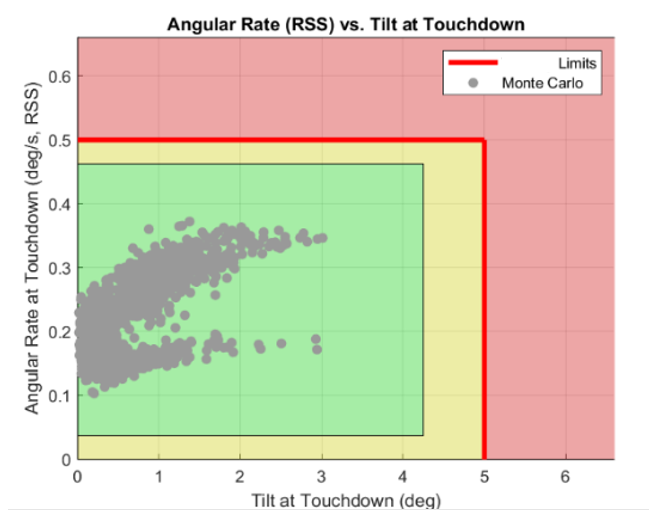 Angular Rate (RSS) vs. Tilt at Touchdown
Limits
Monte Carlo
Angular Rate at Touchdown (deg/s, RSS)
0.6
0.5
0.4
0.3
0.2
0.1
0
0 1 2 3 4 5 6
Tilt at Touchdown (deg)